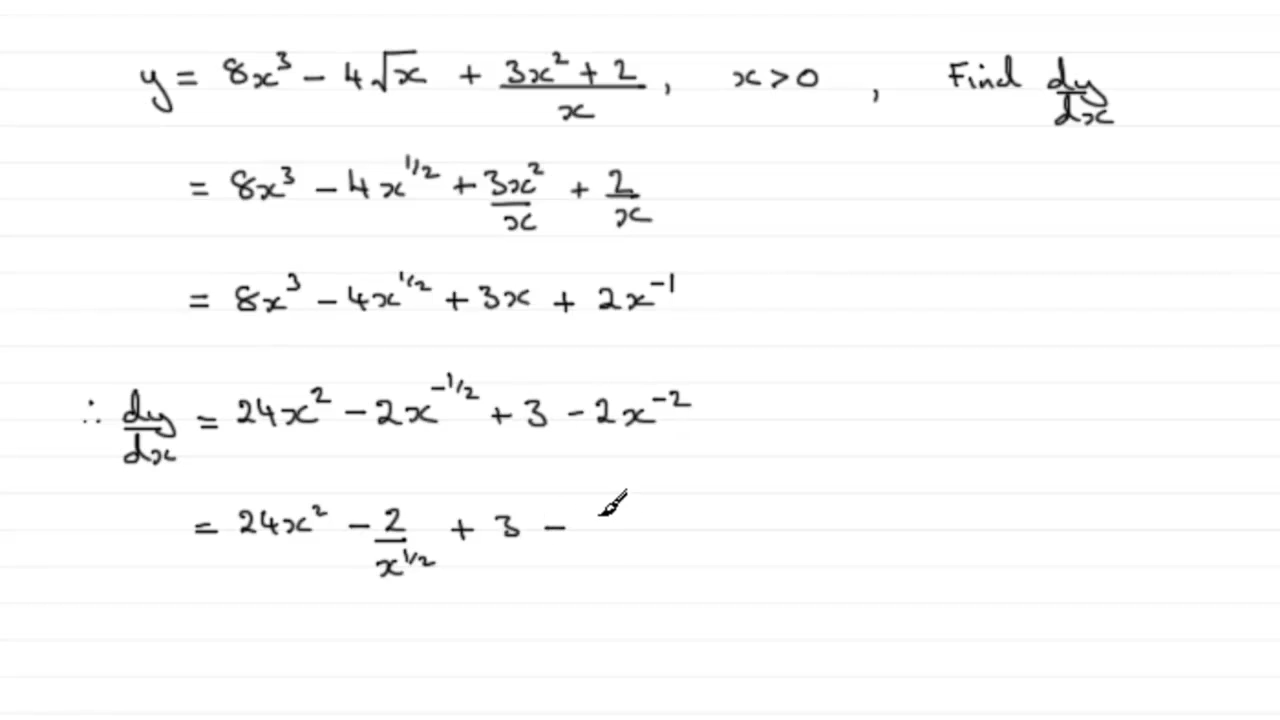 y = 8x³ - 4√x + (3x² + 2)/x, x > 0, Find dy/dx
= 8x³ - 4x^(1/2) + 3x²/x + 2/x
= 8x³ - 4x^(1/2) + 3x + 2x⁻¹
∴ dy/dx = 24x² - 2x^(-1/2) + 3 - 2x⁻²
= 24x² - 2/x^(1/2) + 3 -